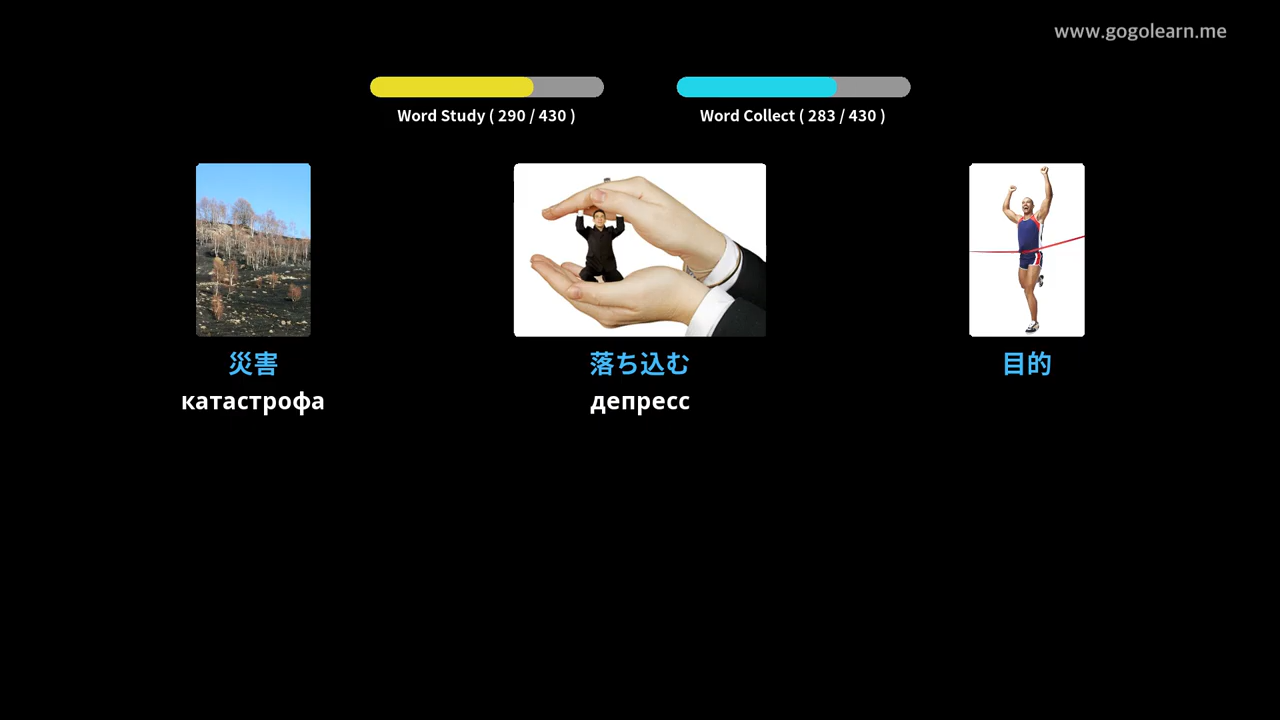 www.gogolearn.me
Word Study ( 290 / 430 )
Word Collect ( 283 / 430 )
災害
落ち込む
目的
катастрофа
депресс